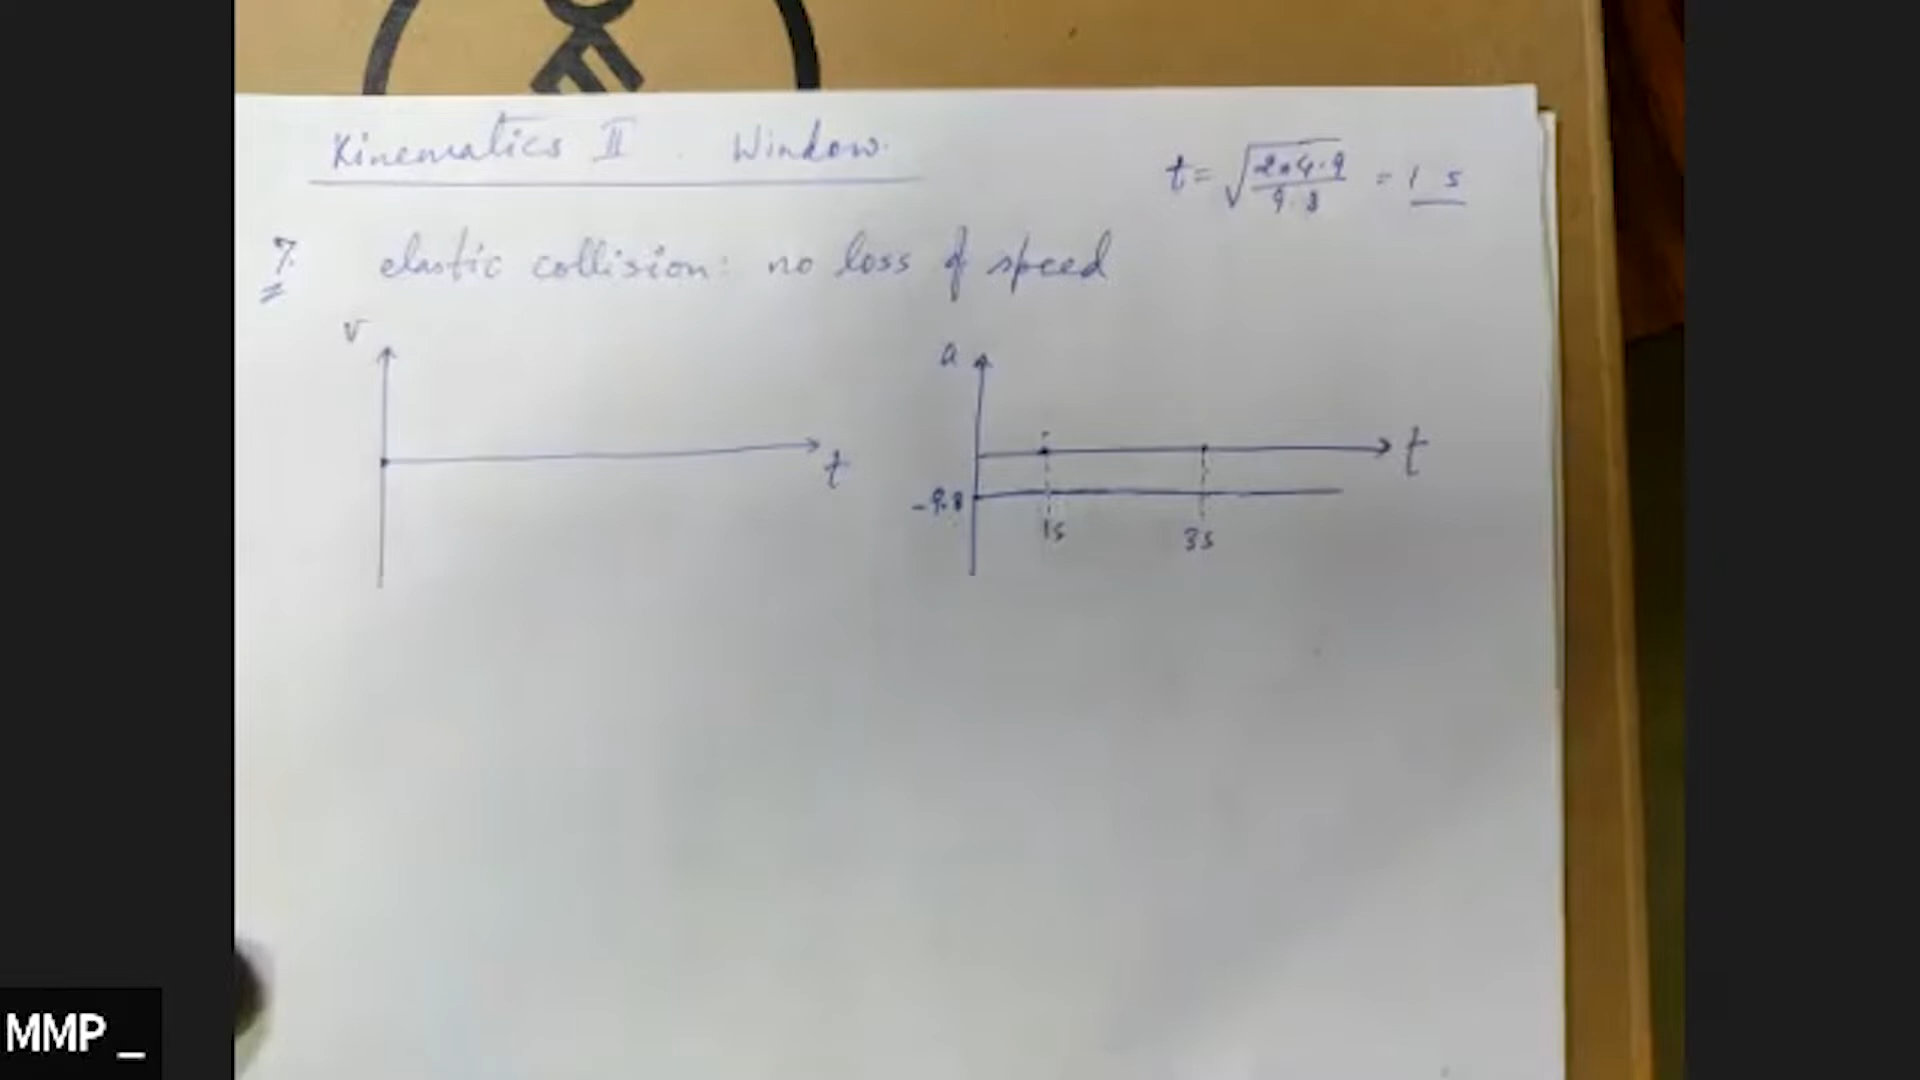 Kinematics II. Window.
t = √(2×4.9/9.8) = 1 s
7. elastic collision: no loss of speed
v
t
a
t
-9.8
1s
3s
MMP _